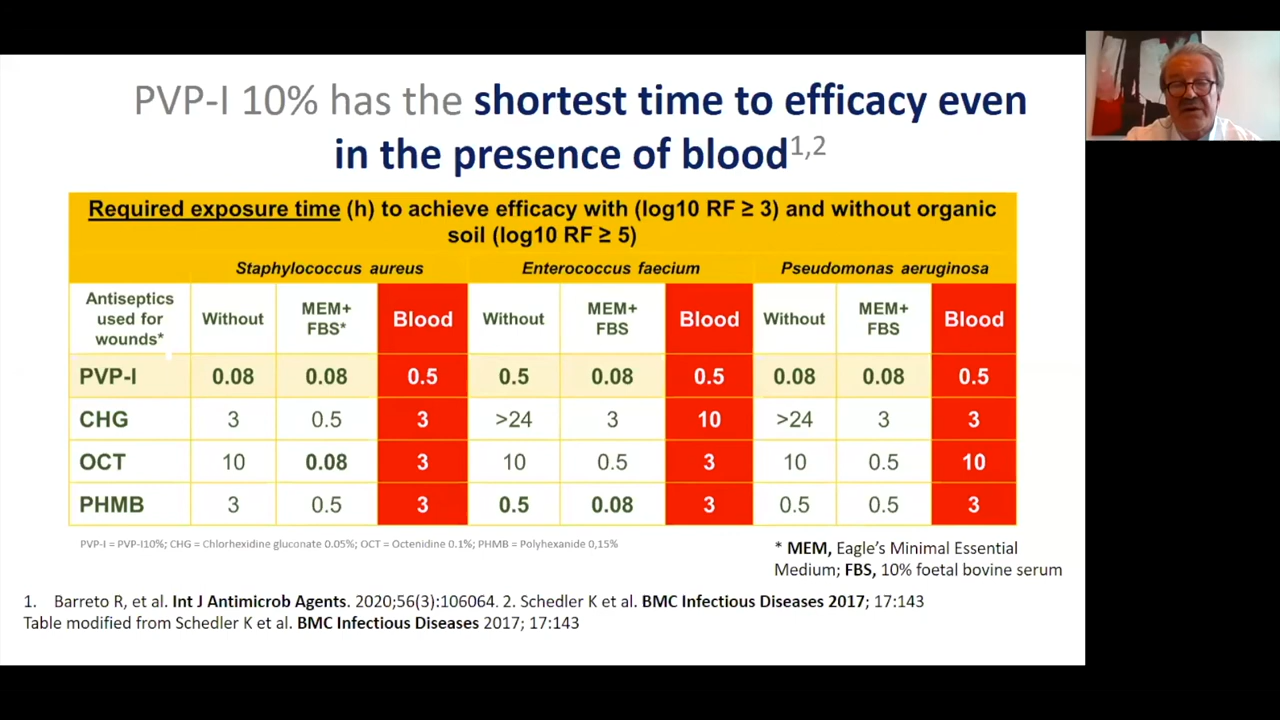 PVP-I 10% has the shortest time to efficacy even
in the presence of blood1,2
Required exposure time (h) to achieve efficacy with (log10 RF ≥ 3) and without organic
soil (log10 RF ≥ 5)
Staphylococcus aureus Enterococcus faecium Pseudomonas aeruginosa
Antiseptics
used for
wounds*
Without MEM+ FBS* Blood Without MEM+ FBS Blood Without MEM+ FBS Blood
PVP-I 0.08 0.08 0.5 0.5 0.08 0.5 0.08 0.08 0.5
CHG 3 0.5 3 >24 3 10 >24 3 3
OCT 10 0.08 3 10 0.5 3 10 0.5 10
PHMB 3 0.5 3 0.5 0.08 3 0.5 0.5 3
PVP-I = PVP-I10%; CHG = Chlorhexidine gluconate 0.05%; OCT = Octenidine 0.1%; PHMB = Polyhexanide 0,15%
* MEM, Eagle's Minimal Essential
Medium; FBS, 10% foetal bovine serum
1. Barreto R, et al. Int J Antimicrob Agents. 2020;56(3):106064. 2. Schedler K et al. BMC Infectious Diseases 2017; 17:143
Table modified from Schedler K et al. BMC Infectious Diseases 2017; 17:143